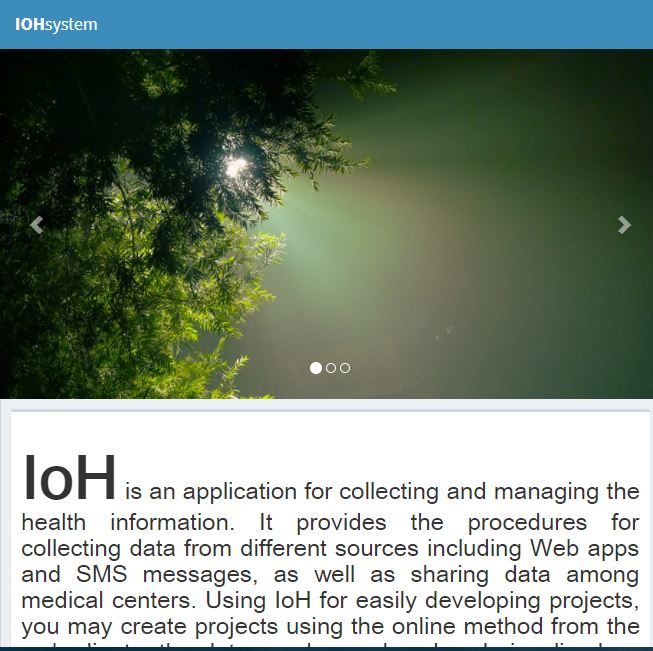 IOHsystem
IoH is an application for collecting and managing the
health information. It provides the procedures for
collecting data from different sources including Web apps
and SMS messages, as well as sharing data among
medical centers. Using IoH for easily developing projects,
you may create projects using the online method from the